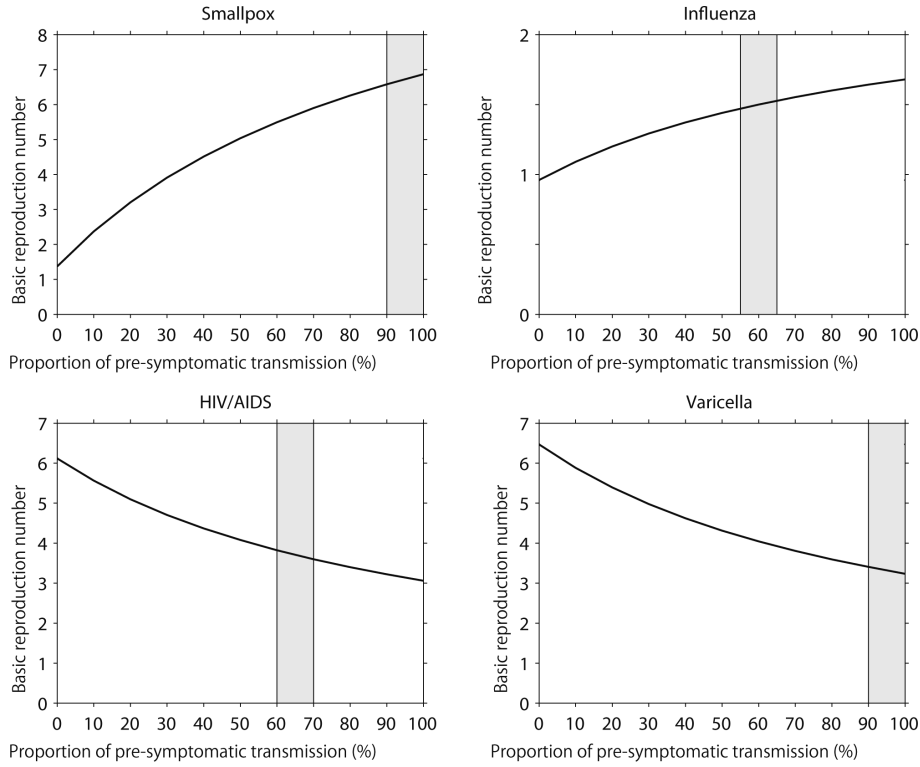 Smallpox
Basic reproduction number
8
7
6
5
4
3
2
1
0
0 10 20 30 40 50 60 70 80 90 100
Proportion of pre-symptomatic transmission (%)
Influenza
Basic reproduction number
2
1
0
0 10 20 30 40 50 60 70 80 90 100
Proportion of pre-symptomatic transmission (%)
HIV/AIDS
Basic reproduction number
7
6
5
4
3
2
1
0
0 10 20 30 40 50 60 70 80 90 100
Proportion of pre-symptomatic transmission (%)
Varicella
Basic reproduction number
7
6
5
4
3
2
1
0
0 10 20 30 40 50 60 70 80 90 100
Proportion of pre-symptomatic transmission (%)